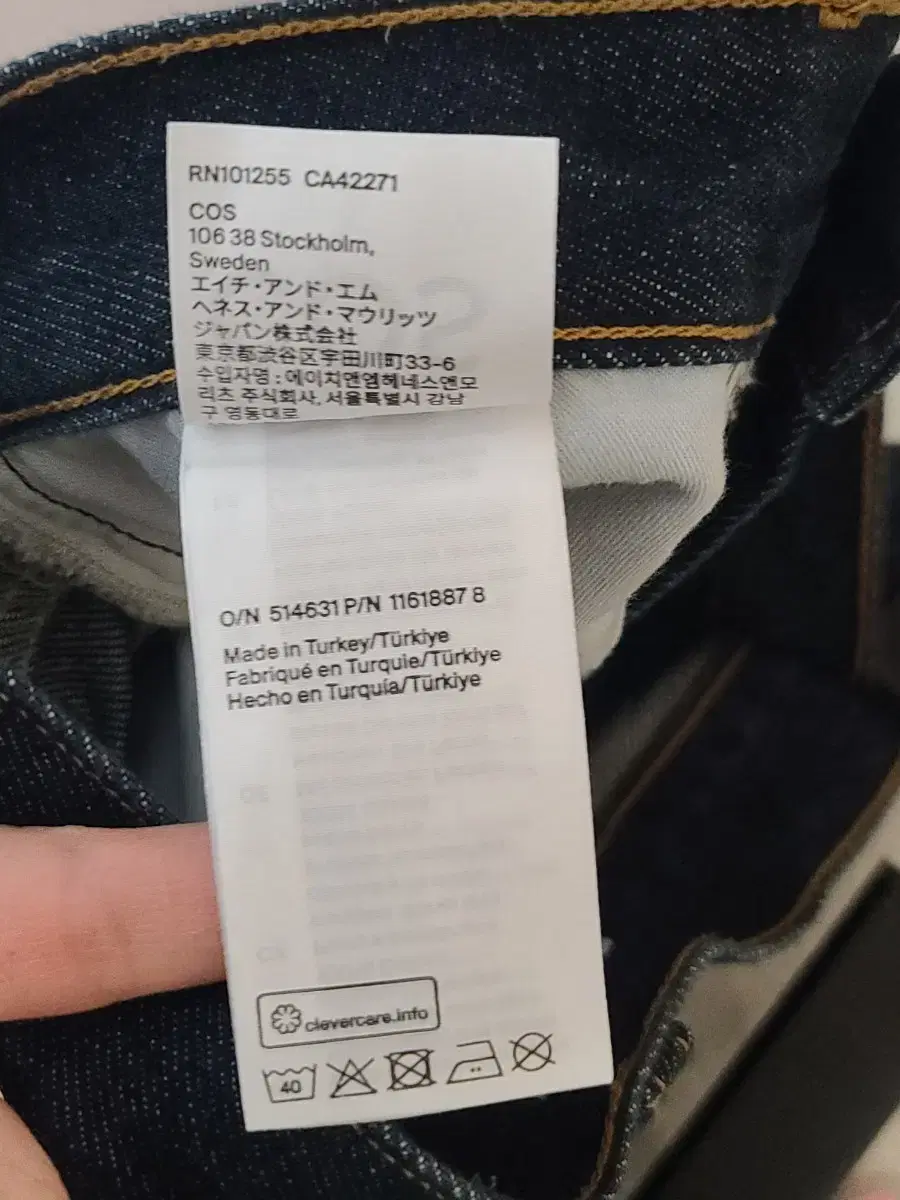 RN101255 CA42271
COS
106 38 Stockholm,
Sweden
エイチ・アンド・エム
ヘネス・アンド・マウリッツ
ジャパン株式会社
東京都渋谷区宇田川町33-6
수입자명 : 에이치앤엠헤네스앤모
리츠 주식회사, 서울특별시 강남
구 영동대로
O/N 514631 P/N 1161887 8
Made in Turkey/Türkiye
Fabriqué en Turquie/Türkiye
Hecho en Turquía/Türkiye
clevercare.info
40